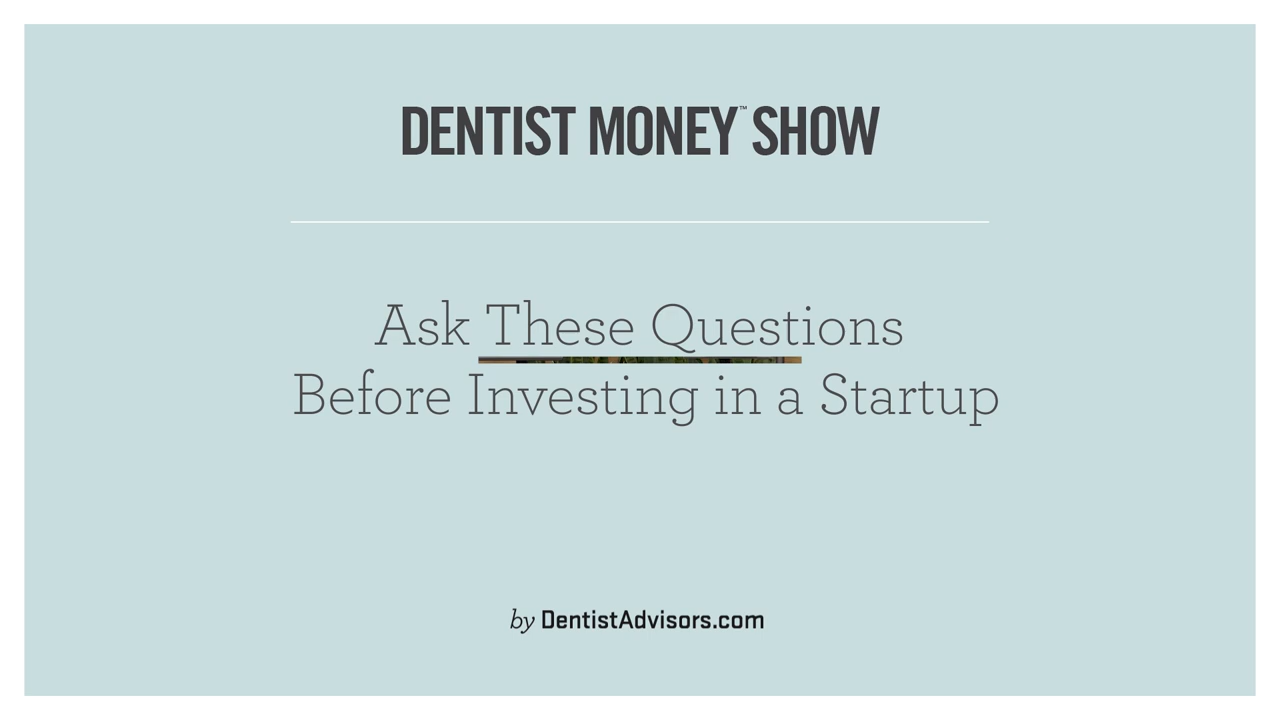 DENTIST MONEY™ SHOW
Ask These Questions
Before Investing in a Startup
by DentistAdvisors.com